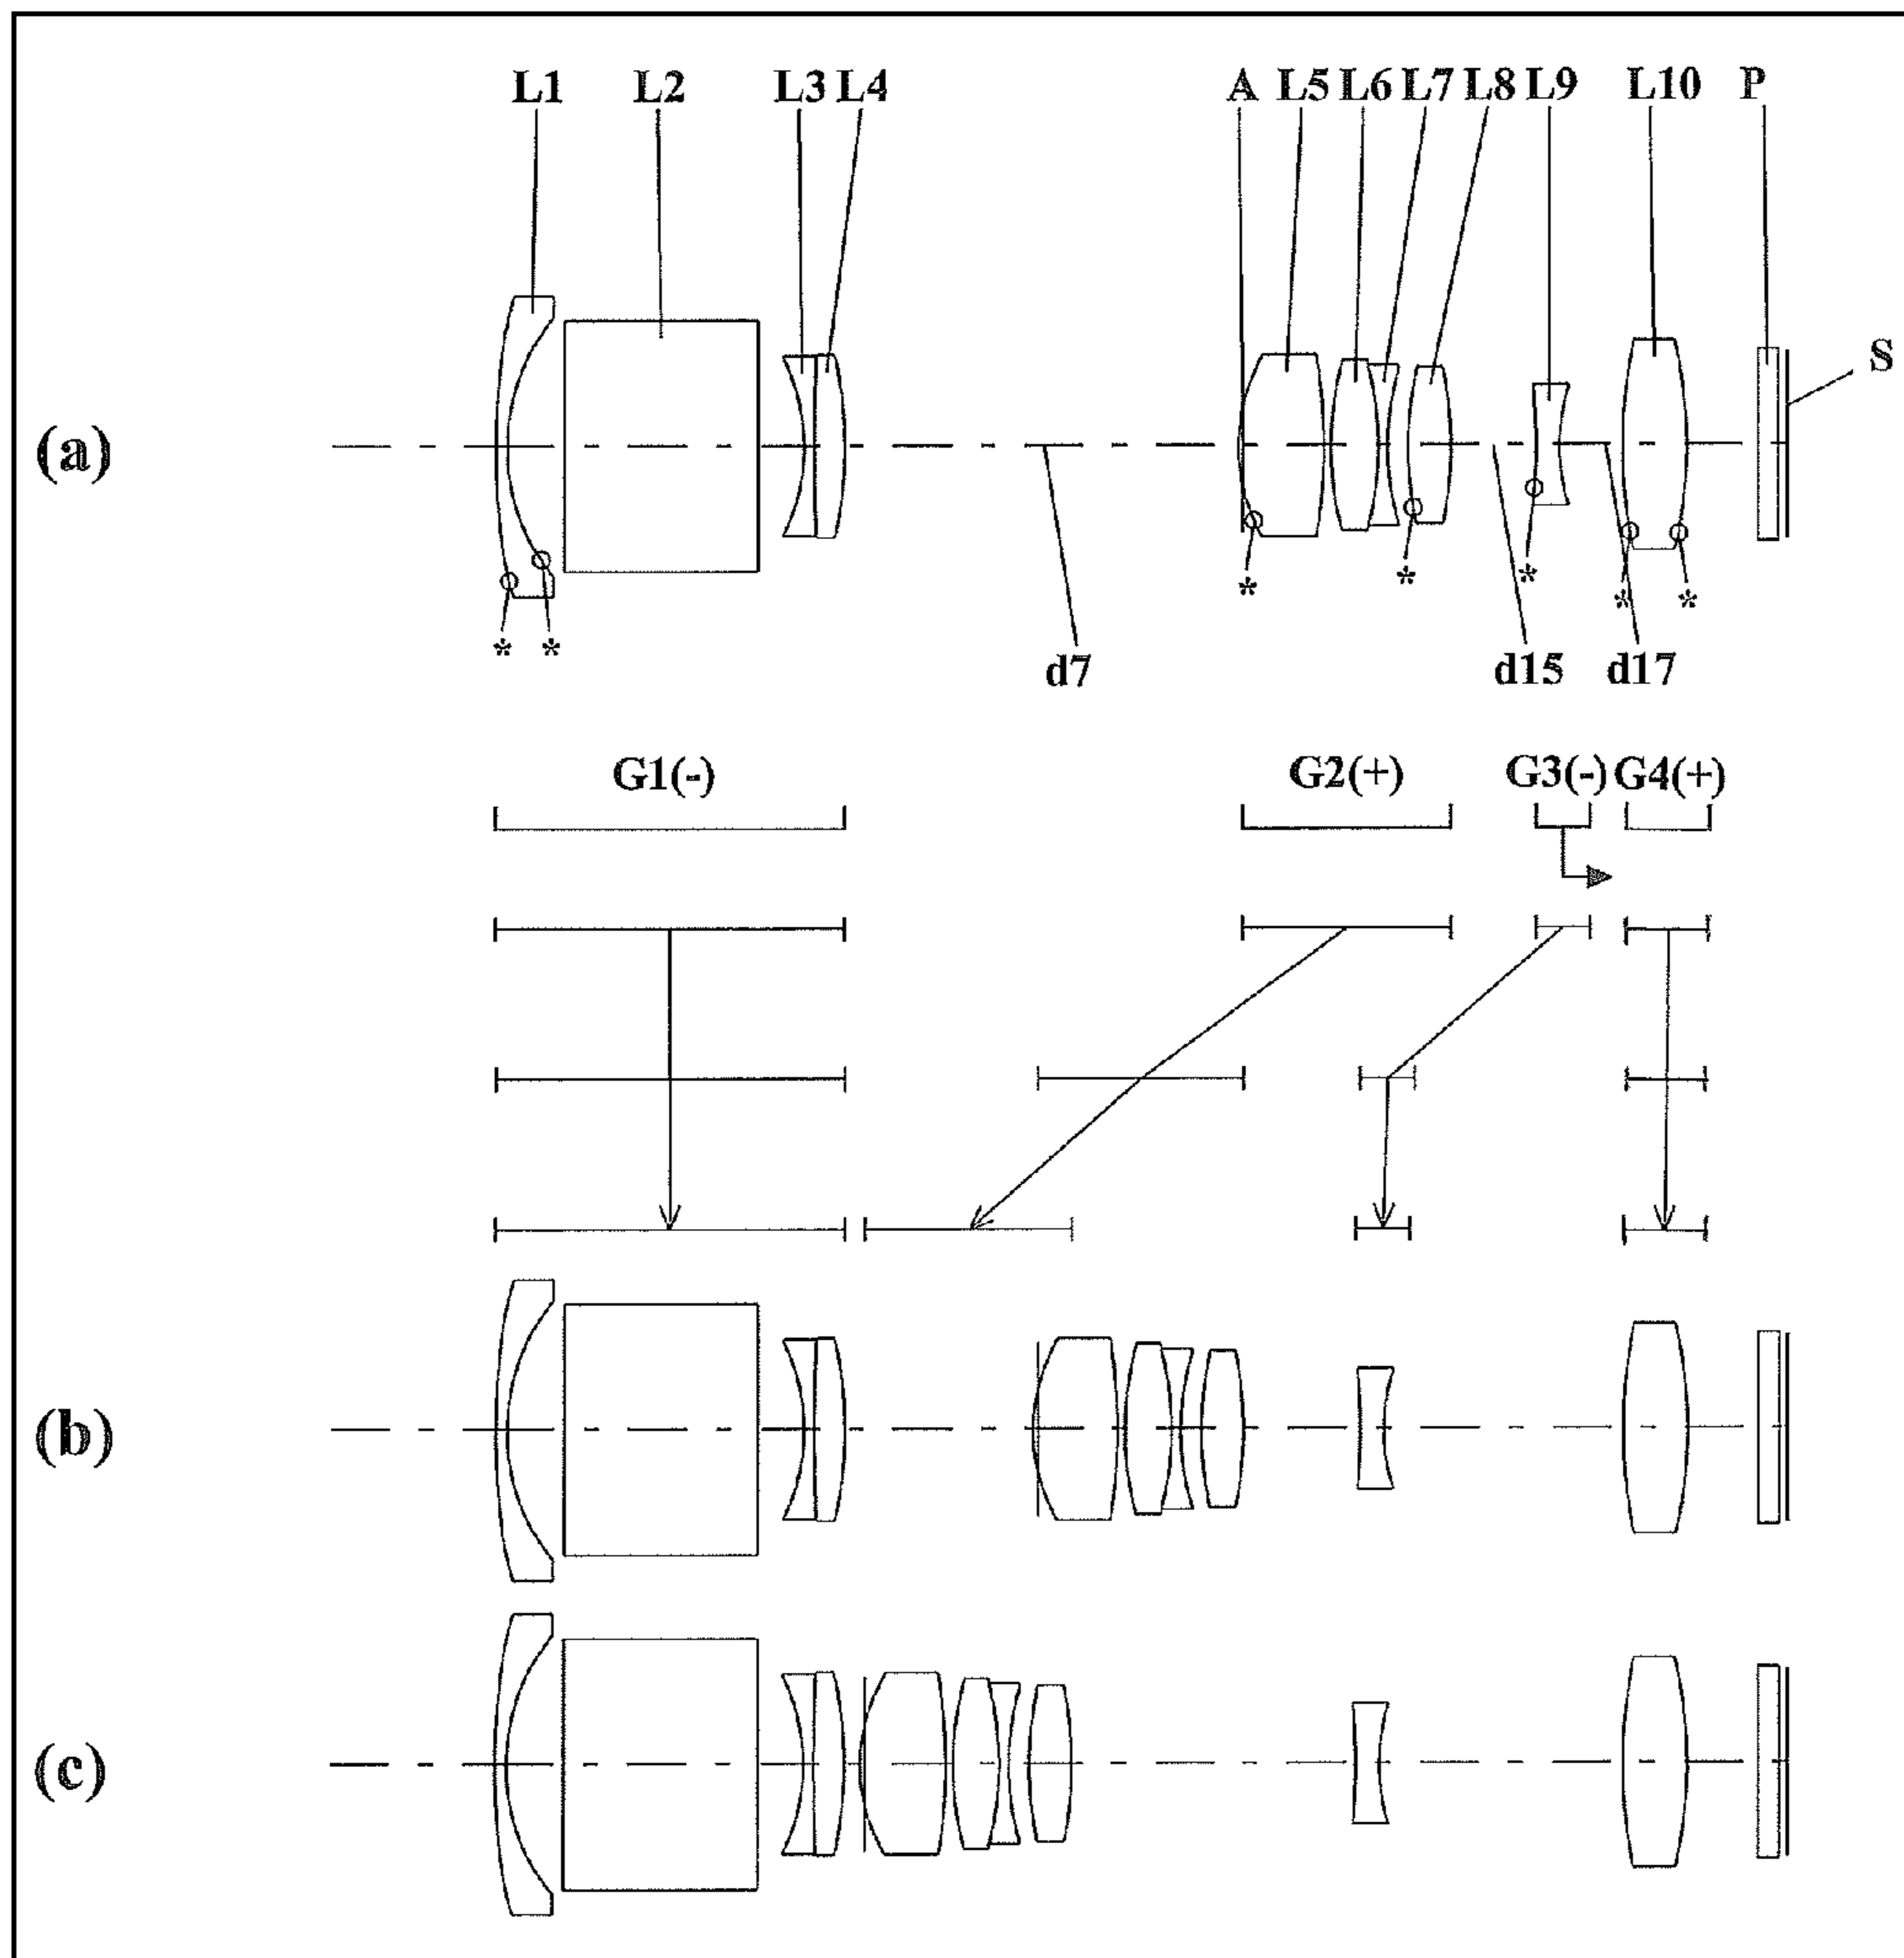 L1 L2 L3 L4 A L5 L6 L7 L8 L9 L10 P
S
(a)
* * * * * * *
d7 d15 d17
G1(-) G2(+) G3(-) G4(+)
(b)
(c)